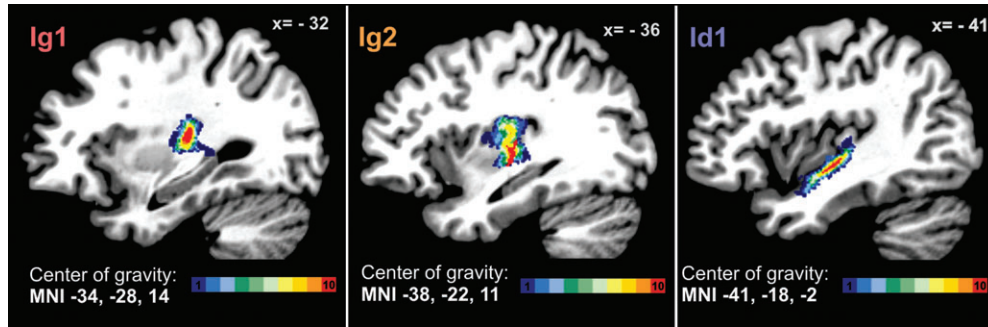 Ig1
x= - 32
Center of gravity:
MNI -34, -28, 14
1 10
Ig2
x= - 36
Center of gravity:
MNI -38, -22, 11
1 10
Id1
x= - 41
Center of gravity:
MNI -41, -18, -2
1 10